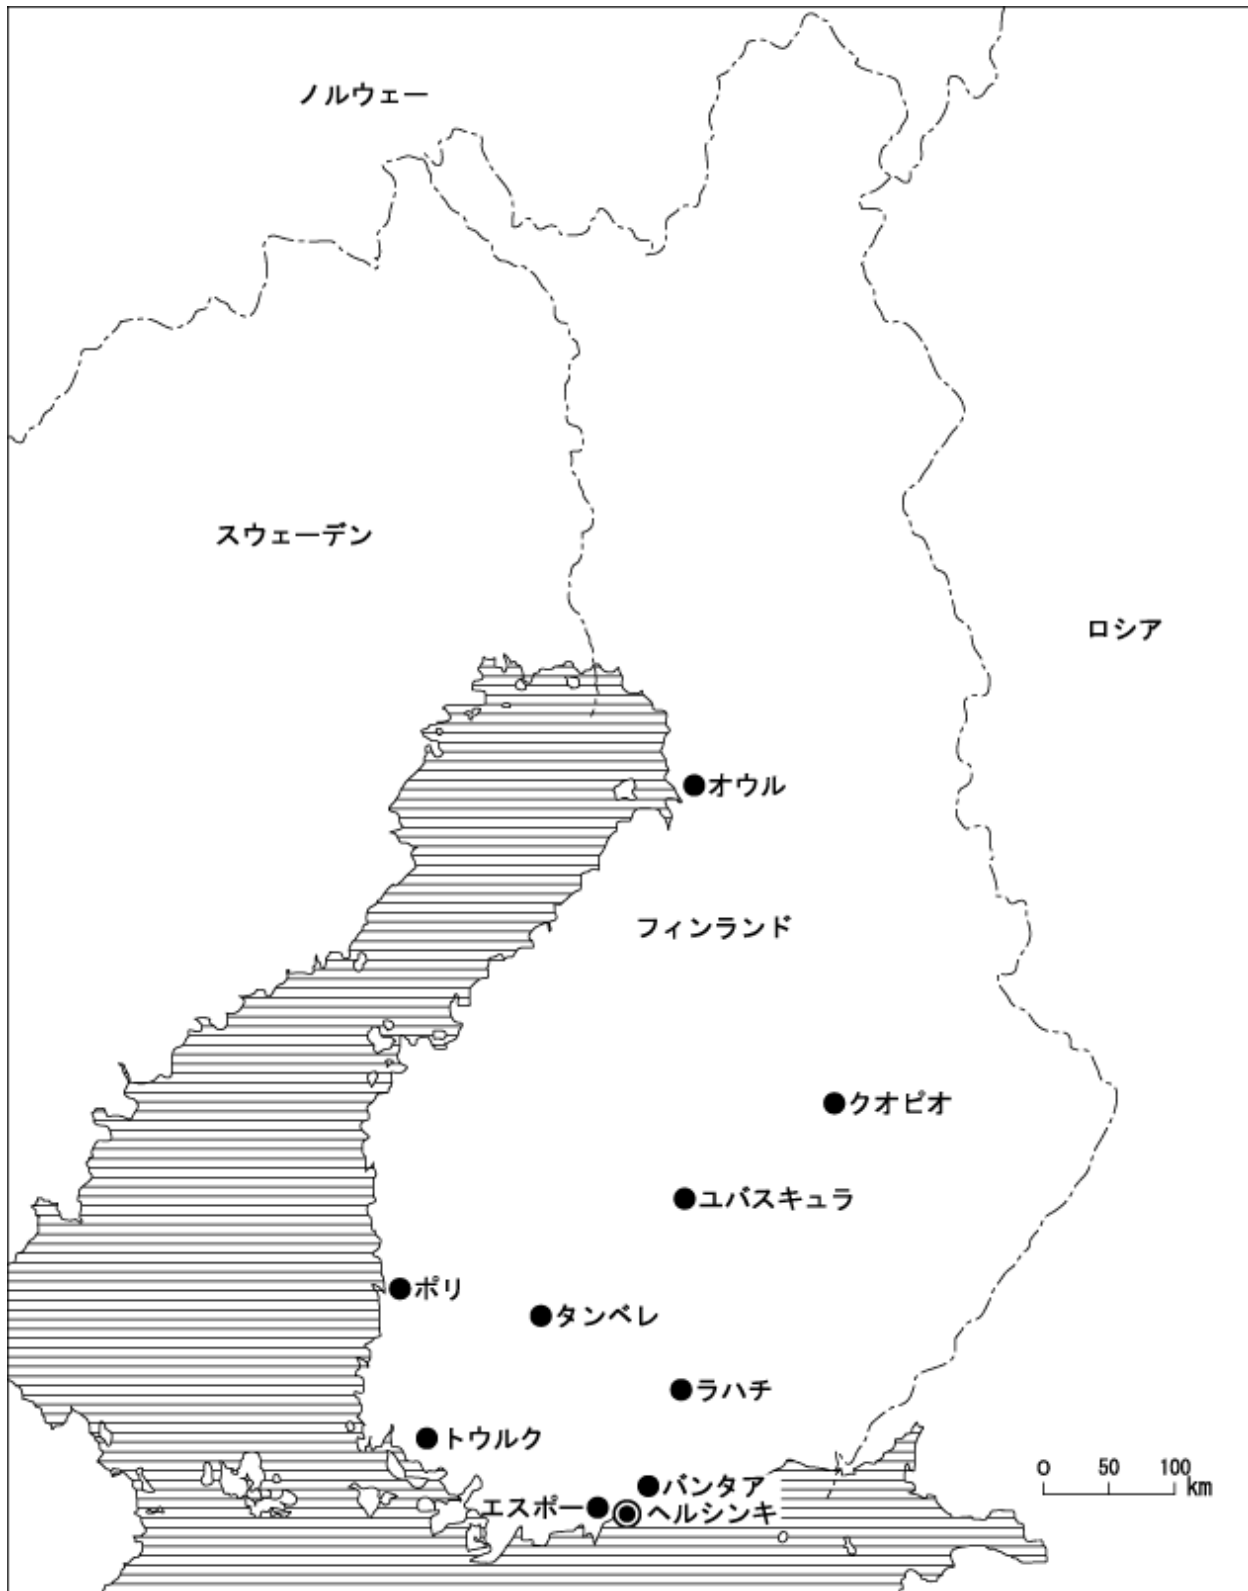 ノルウェー
スウェーデン
ロシア
オウル
フィンランド
クオピオ
ユバスキュラ
ポリ
タンペレ
ラハチ
トウルク
バンタア
エスポー
ヘルシンキ
0 50 100
km